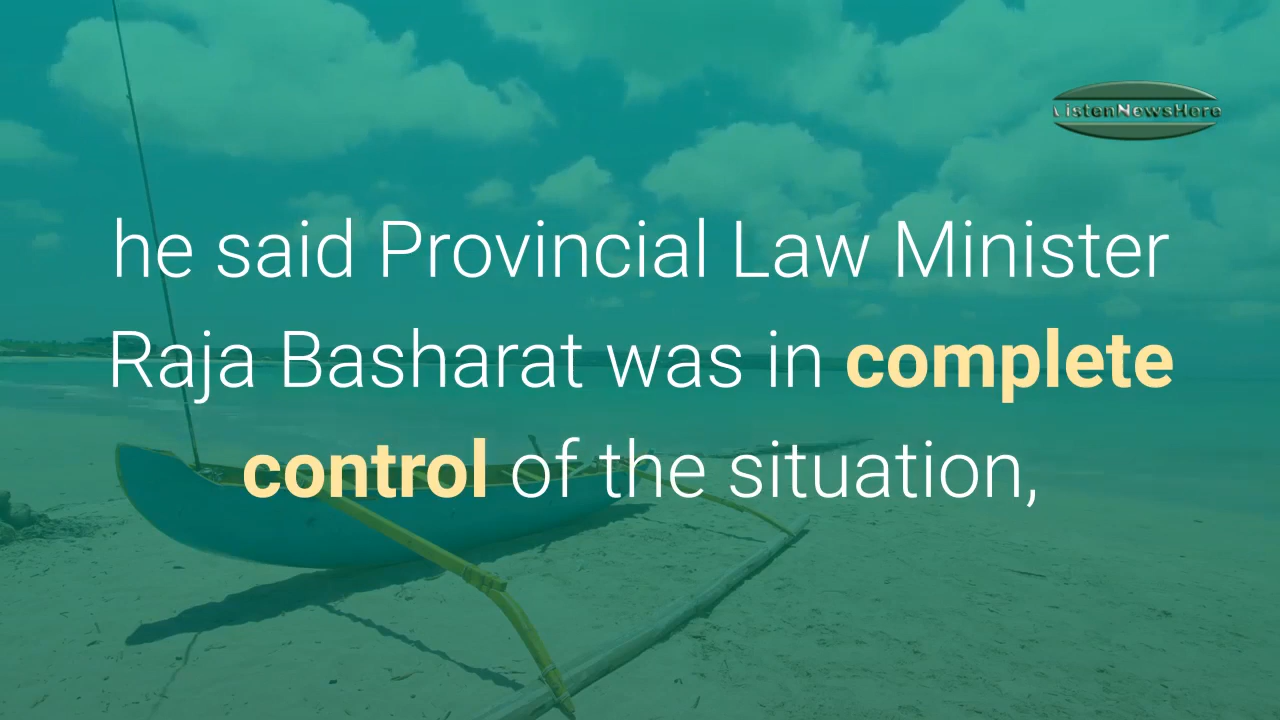 ListenNewsHere
he said Provincial Law Minister
Raja Basharat was in complete
control of the situation,